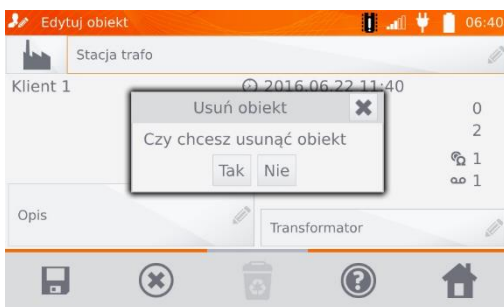 Edytuj obiekt
06:40
Stacja trafo
Klient 1
2016.06.22 11:40
Usuń obiekt
0
Czy chcesz usunąć obiekt
2
Tak Nie
1
1
Opis
Transformator